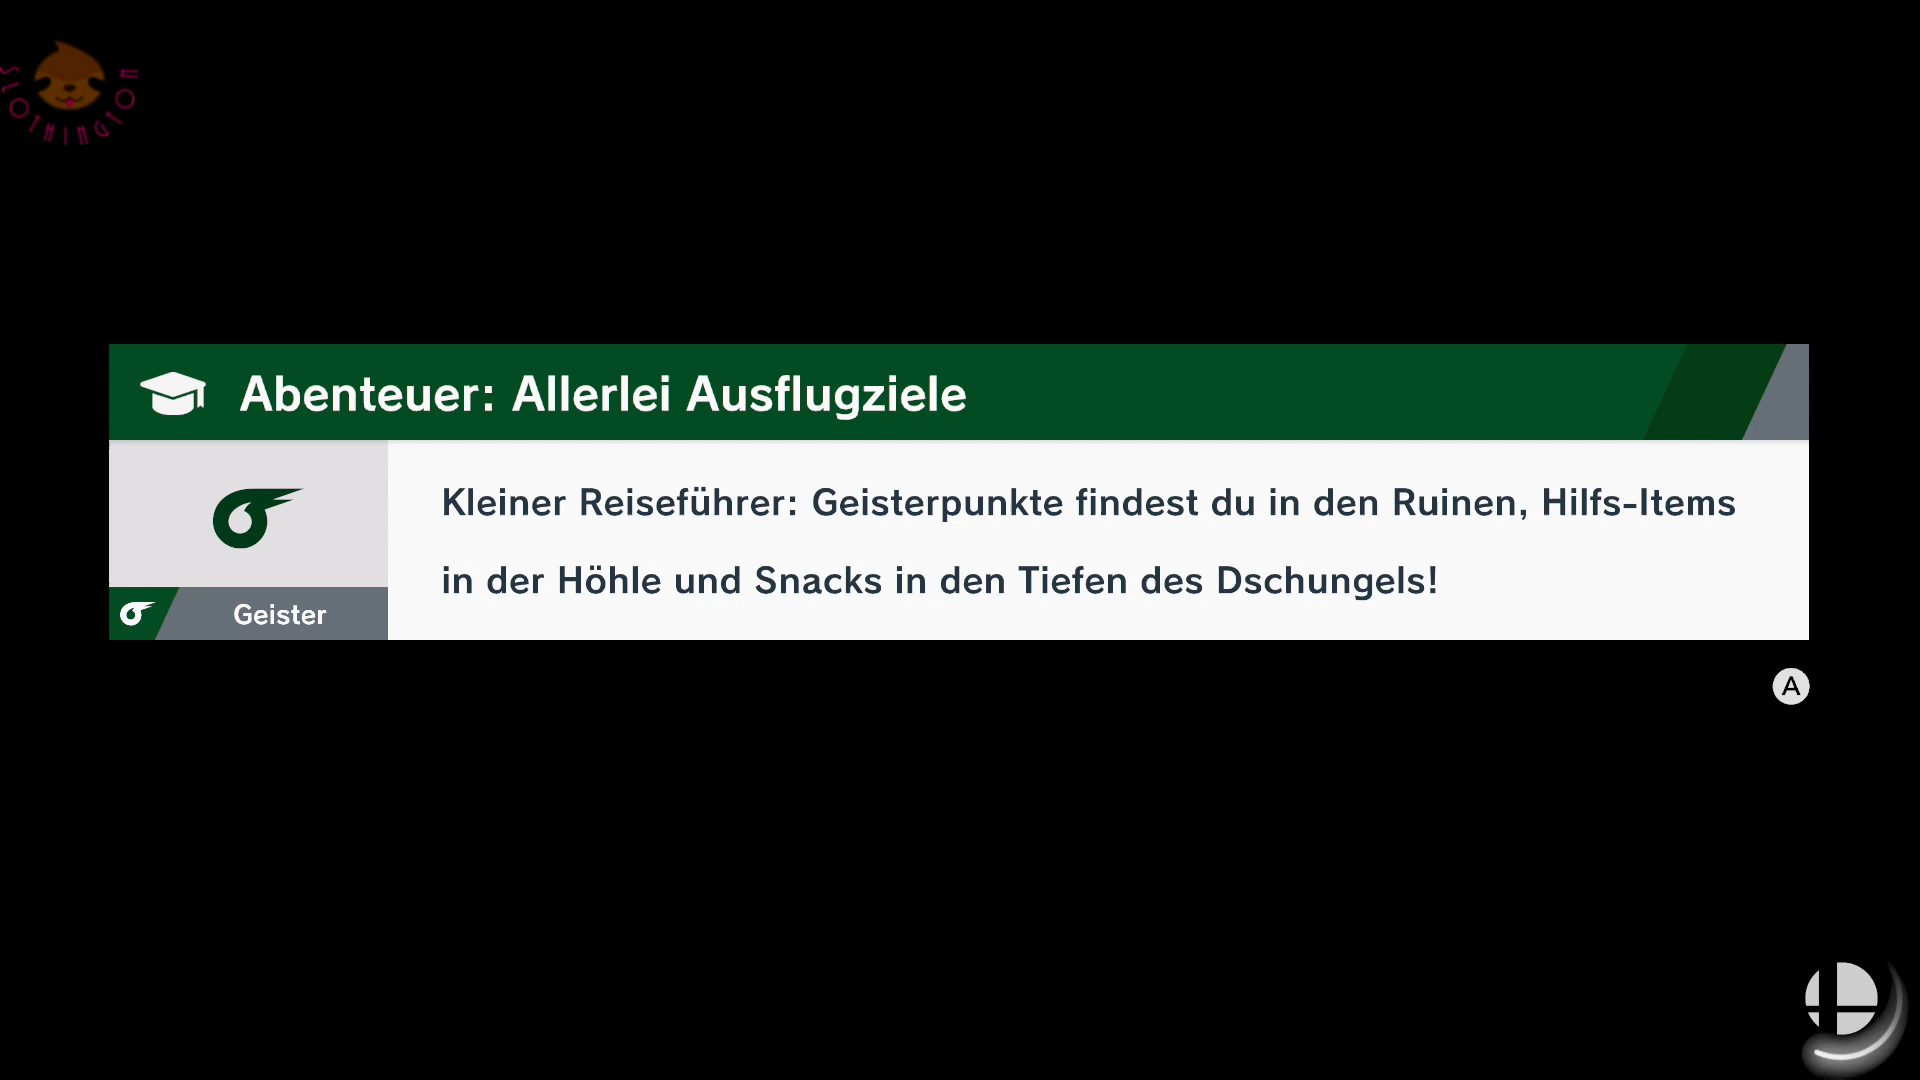 SLOTHINGTON
Abenteuer: Allerlei Ausflugziele
Kleiner Reiseführer: Geisterpunkte findest du in den Ruinen, Hilfs-Items
in der Höhle und Snacks in den Tiefen des Dschungels!
Geister
A